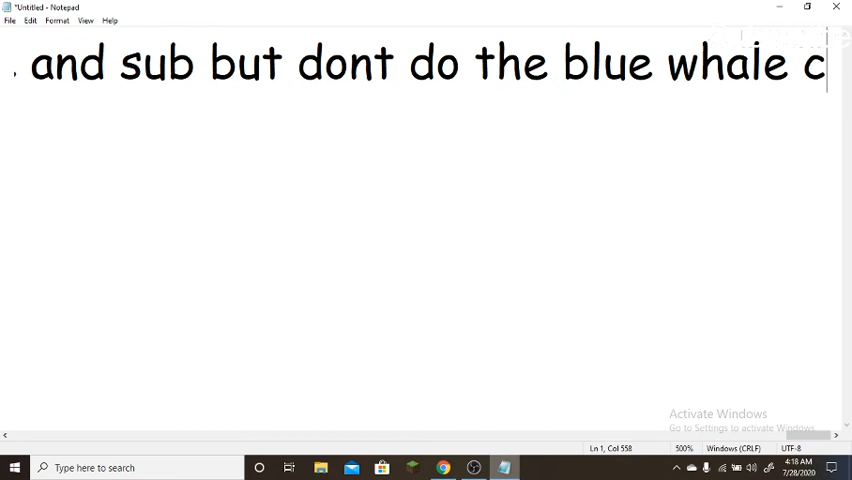 *Untitled - Notepad
File Edit Format View Help
and sub but dont do the blue whale c
Activate Windows
Go to Settings to activate Windows.
Ln 1, Col 558 500% Windows (CRLF) UTF-8
Type here to search
4:18 AM
7/28/2020